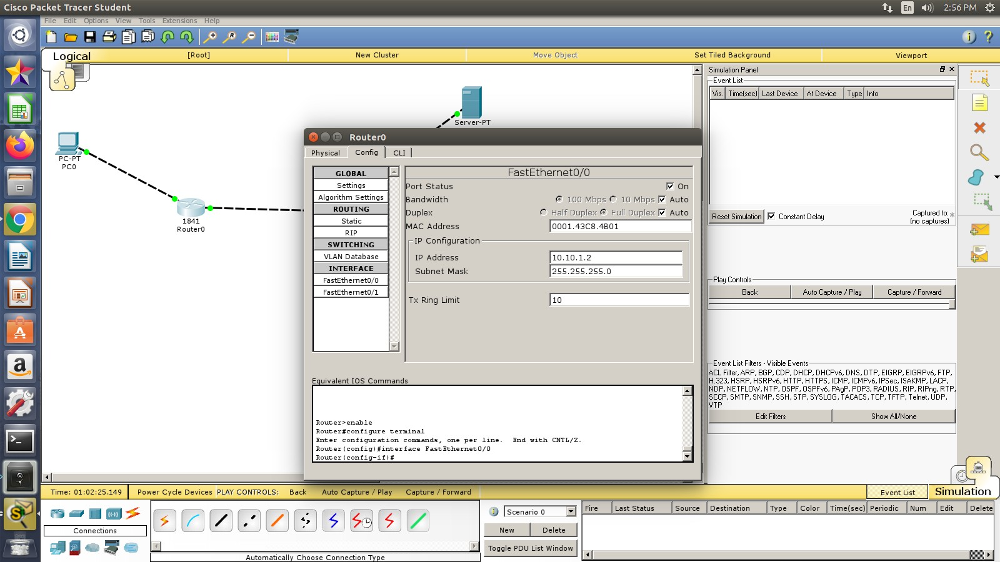 Cisco Packet Tracer Student
En
2:56 PM
File Edit Options View Tools Extensions Help
Logical
[Root]
New Cluster
Move Object
Set Tiled Background
Viewport
PC-PT
PC0
1841
Router0
Server-PT
Router0
Physical Config CLI
GLOBAL
Settings
Algorithm Settings
ROUTING
Static
RIP
SWITCHING
VLAN Database
INTERFACE
FastEthernet0/0
FastEthernet0/1
FastEthernet0/0
Port Status On
Bandwidth 100 Mbps 10 Mbps Auto
Duplex Half Duplex Full Duplex Auto
MAC Address 0001.43C8.4B01
IP Configuration
IP Address 10.10.1.2
Subnet Mask 255.255.255.0
Tx Ring Limit 10
Equivalent IOS Commands
Router>enable
Router#configure terminal
Enter configuration commands, one per line. End with CNTL/Z.
Router(config)#interface FastEthernet0/0
Router(config-if)#
Simulation Panel
Event List
Vis. Time(sec) Last Device At Device Type Info
Reset Simulation Constant Delay
Captured to:
(no captures)
Play Controls
Back Auto Capture / Play Capture / Forward
Event List Filters - Visible Events
ACL Filter, ARP, BGP, CDP, DHCP, DHCPv6, DNS, DTP, EIGRP, EIGRPv6, FTP,
H.323, HSRP, HSRPv6, HTTP, HTTPS, ICMP, ICMPv6, IPSec, ISAKMP, LACP,
NDP, NETFLOW, NTP, OSPF, OSPFv6, PAgP, POP3, RADIUS, RIP, RIPng, RTP,
SCCP, SMTP, SNMP, SSH, STP, SYSLOG, TACACS, TCP, TFTP, Telnet, UDP,
VTP
Edit Filters Show All/None
Time: 01:02:25.149 Power Cycle Devices PLAY CONTROLS: Back Auto Capture / Play Capture / Forward
Event List
Simulation
Connections
Automatically Choose Connection Type
Scenario 0
New Delete
Toggle PDU List Window
Fire Last Status Source Destination Type Color Time(sec) Periodic Num Edit Delete